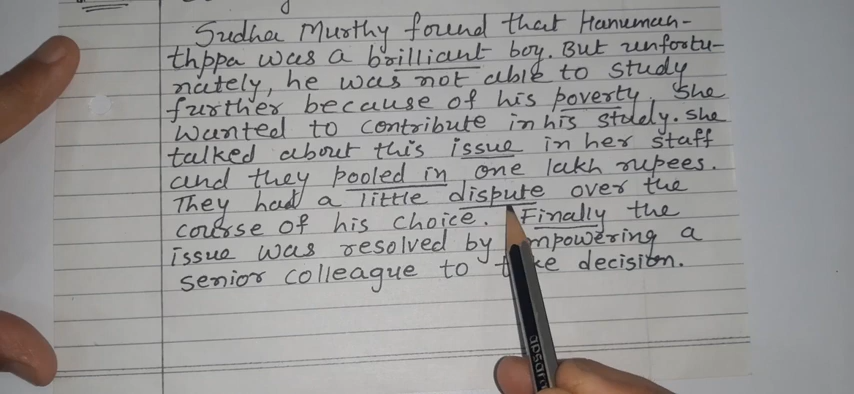 Sudha Murthy found that Hanuman-
thppa was a brilliant boy. But unfortu-
nately, he was not able to study
further because of his poverty. She
wanted to contribute in his study. she
talked about this issue in her staff
and they pooled in one lakh rupees.
They had a little dispute over the
course of his choice. Finally the
issue was resolved by empowering a
senior colleague to take decision.
apsara